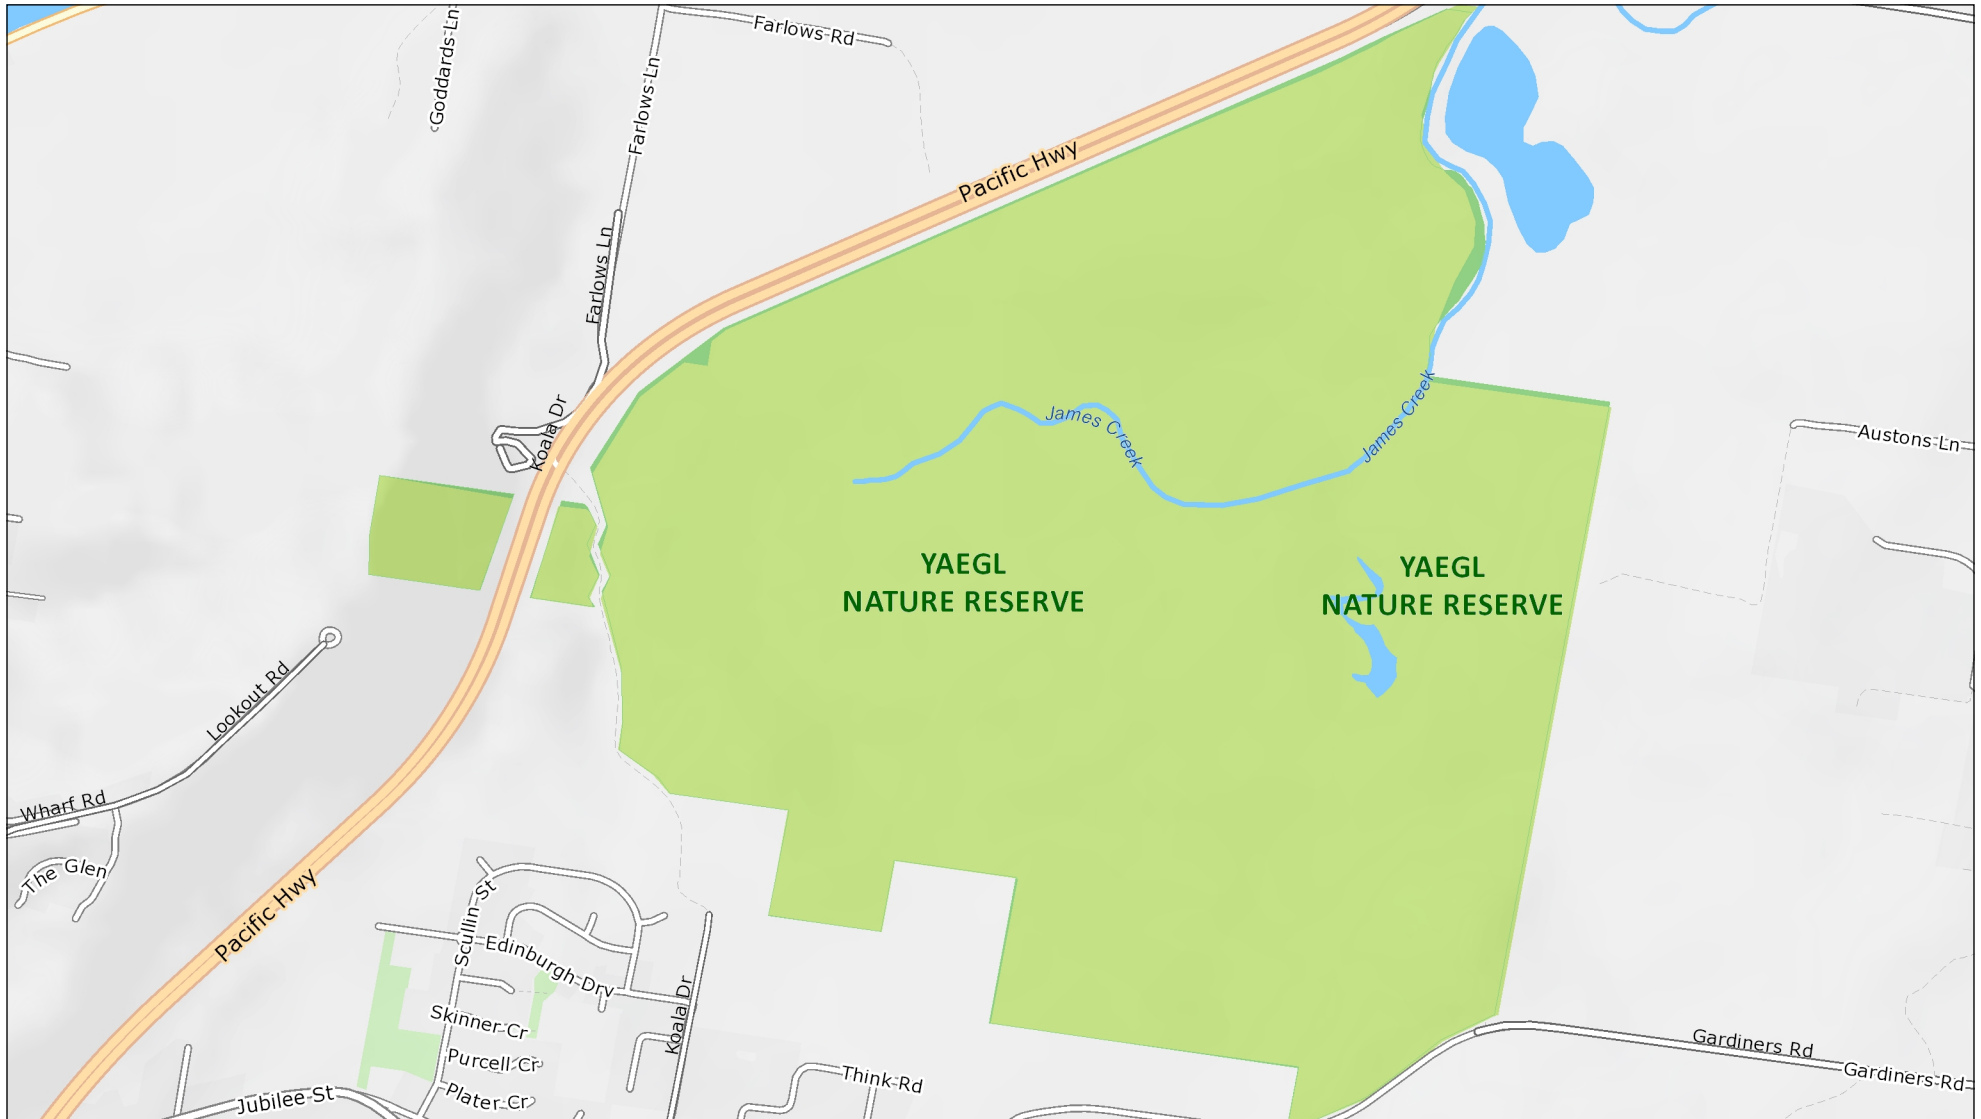 Goddards Ln
Farlows Rd
Farlows Ln
Pacific Hwy
Farlows Ln
Koala Dr
James Creek
James Creek
Austons Ln
YAEGL
NATURE RESERVE
YAEGL
NATURE RESERVE
Lookout Rd
Wharf Rd
The Glen
Pacific Hwy
Scullin St
Edinburgh Drv
Skinner Cr
Koala Dr
Purcell Cr
Plater Cr
Jubilee St
Think Rd
Gardiners Rd
Gardiners Rd